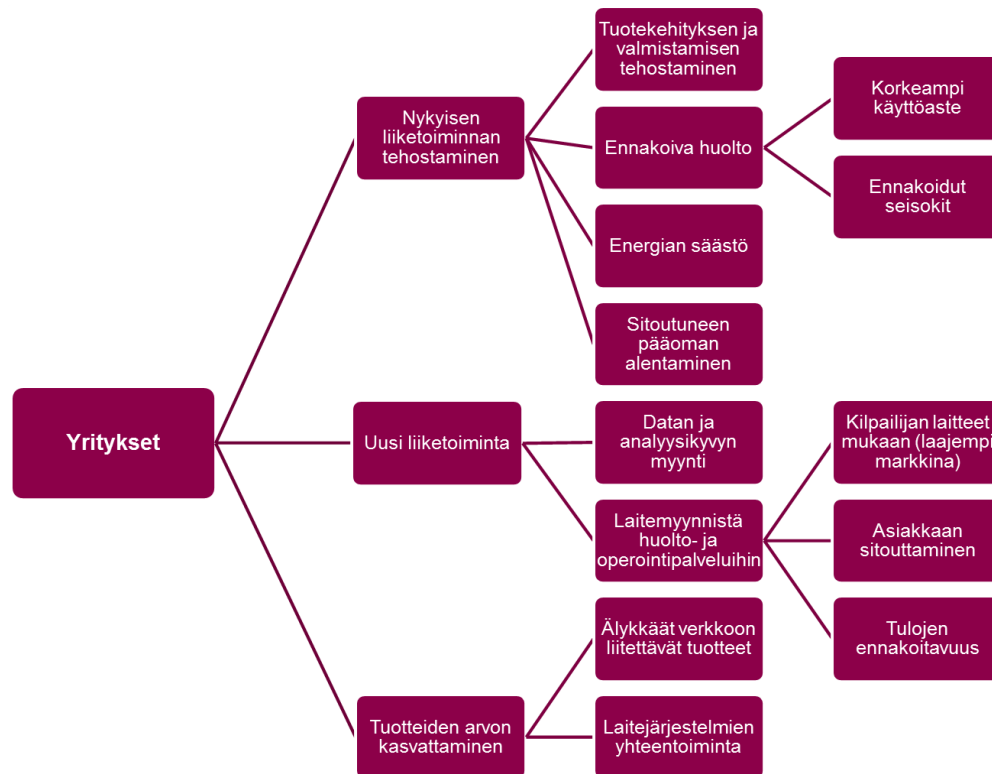 Yritykset
Nykyisen
liiketoiminnan
tehostaminen
Tuotekehityksen ja
valmistamisen
tehostaminen
Ennakoiva huolto
Korkeampi
käyttöaste
Ennakoidut
seisokit
Energian säästö
Sitoutuneen
pääoman
alentaminen
Uusi liiketoiminta
Datan ja
analyysikyvyn
myynti
Laitemyynnistä
huolto- ja
operointipalveluihin
Kilpailijan laitteet
mukaan (laajempi
markkina)
Asiakkaan
sitouttaminen
Tulojen
ennakoitavuus
Tuotteiden arvon
kasvattaminen
Älykkäät verkkoon
liitettävät tuotteet
Laitejärjestelmien
yhteentoiminta